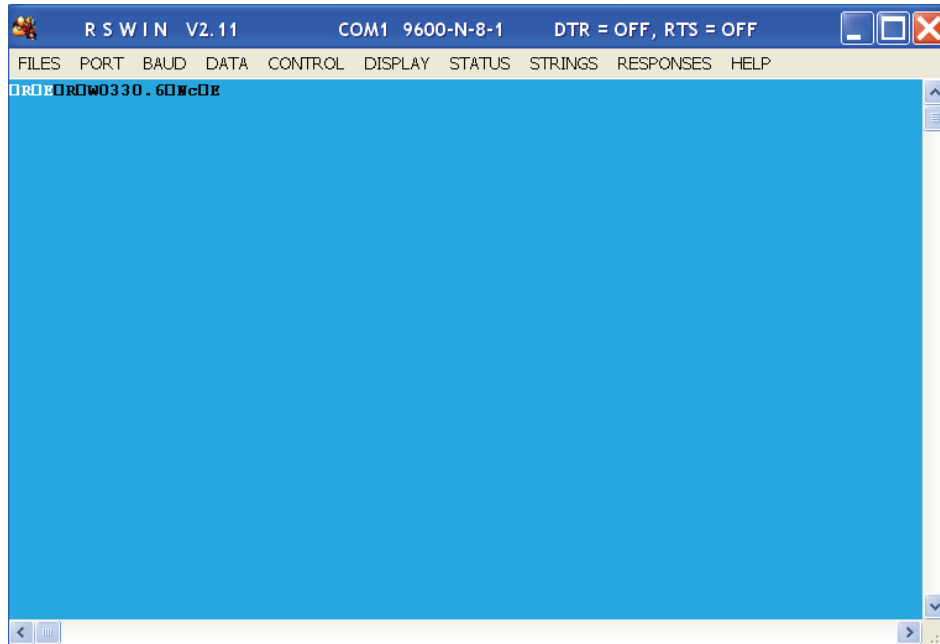 R S W I N V2.11 COM1 9600-N-8-1 DTR = OFF, RTS = OFF
FILES PORT BAUD DATA CONTROL DISPLAY STATUS STRINGS RESPONSES HELP
▯R▯E▯R▯W0330.6▯Nc▯E